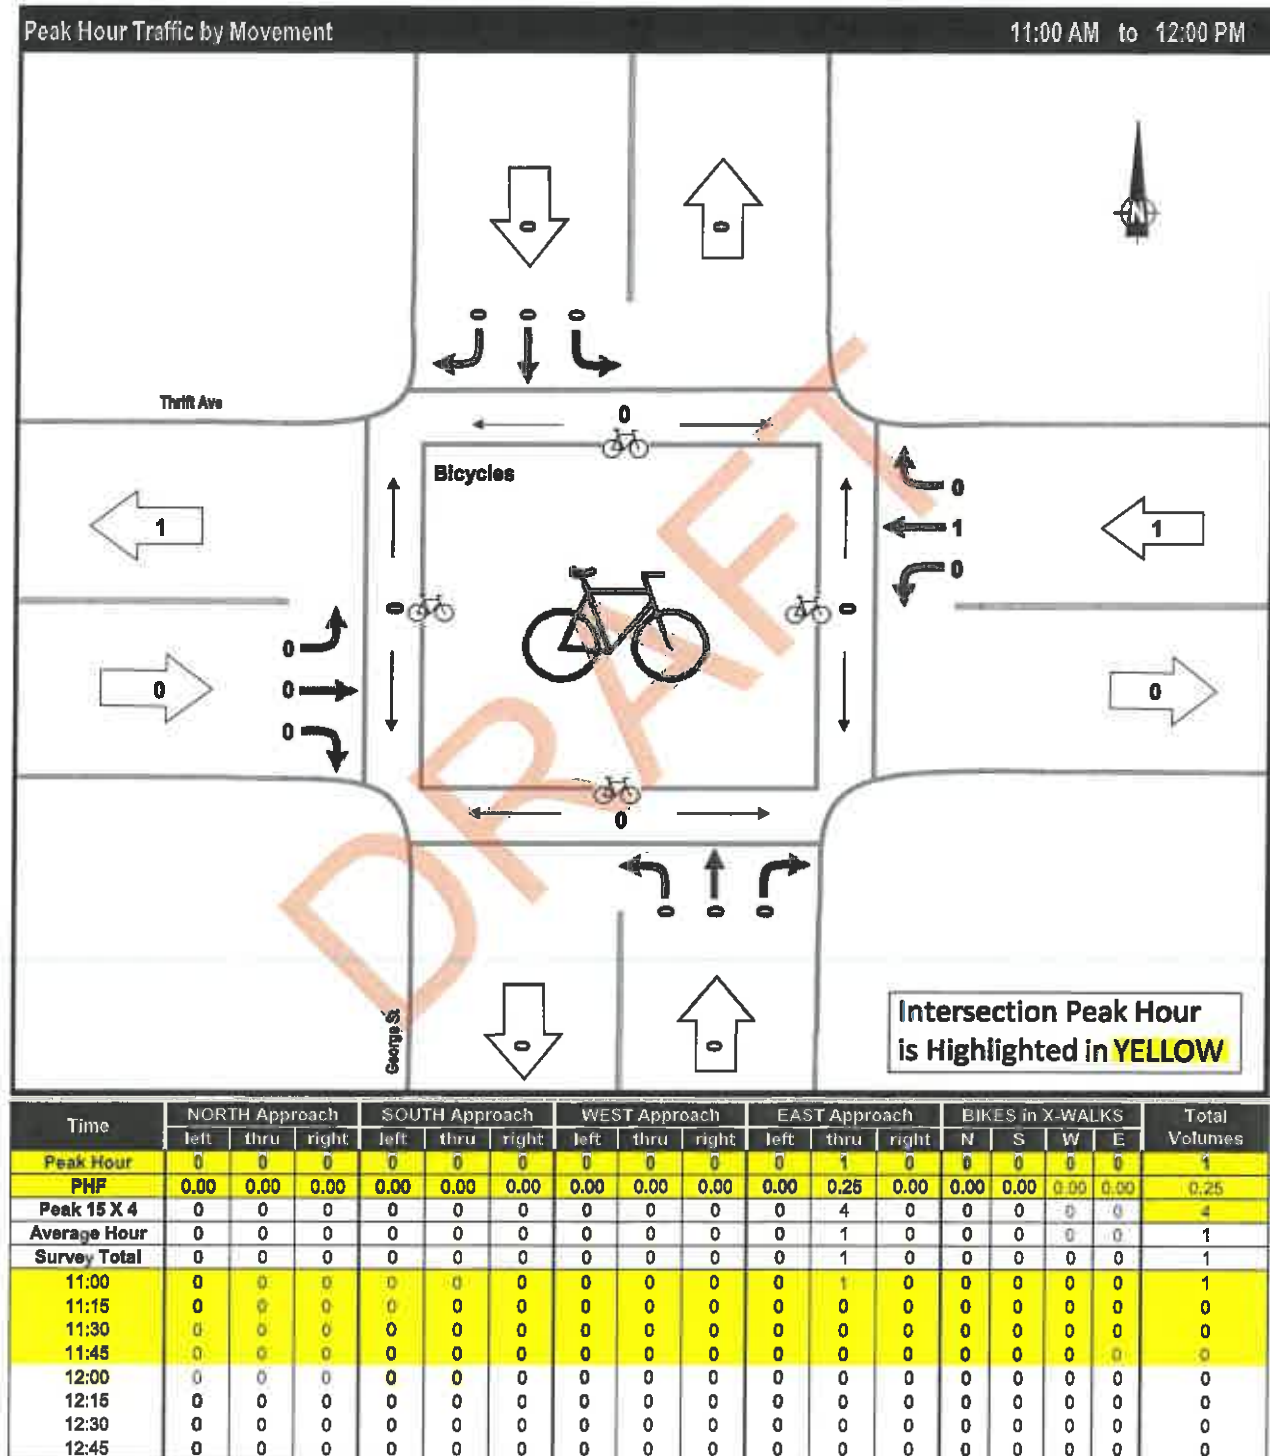 Peak Hour Traffic by Movement 11:00 AM to 12:00 PM
0 0
0 0 0
N
Thrift Ave
0
Bicycles
0
1 1 1
0
0 0
0
0 0 0
0
0
0 0 0
DRAFT
George St
0 0
Intersection Peak Hour
is Highlighted in YELLOW
Time NORTH Approach SOUTH Approach WEST Approach EAST Approach BIKES in X-WALKS Total
left thru right left thru right left thru right left thru right N S W E Volumes
Peak Hour 0 0 0 0 0 0 0 0 0 0 1 0 0 0 0 0 1
PHF 0.00 0.00 0.00 0.00 0.00 0.00 0.00 0.00 0.00 0.00 0.25 0.00 0.00 0.00 0.00 0.00 0.25
Peak 15 X 4 0 0 0 0 0 0 0 0 0 0 4 0 0 0 0 0 4
Average Hour 0 0 0 0 0 0 0 0 0 0 1 0 0 0 0 0 1
Survey Total 0 0 0 0 0 0 0 0 0 0 1 0 0 0 0 0 1
11:00 0 0 0 0 0 0 0 0 0 0 1 0 0 0 0 0 1
11:15 0 0 0 0 0 0 0 0 0 0 0 0 0 0 0 0 0
11:30 0 0 0 0 0 0 0 0 0 0 0 0 0 0 0 0 0
11:45 0 0 0 0 0 0 0 0 0 0 0 0 0 0 0 0 0
12:00 0 0 0 0 0 0 0 0 0 0 0 0 0 0 0 0 0
12:15 0 0 0 0 0 0 0 0 0 0 0 0 0 0 0 0 0
12:30 0 0 0 0 0 0 0 0 0 0 0 0 0 0 0 0 0
12:45 0 0 0 0 0 0 0 0 0 0 0 0 0 0 0 0 0